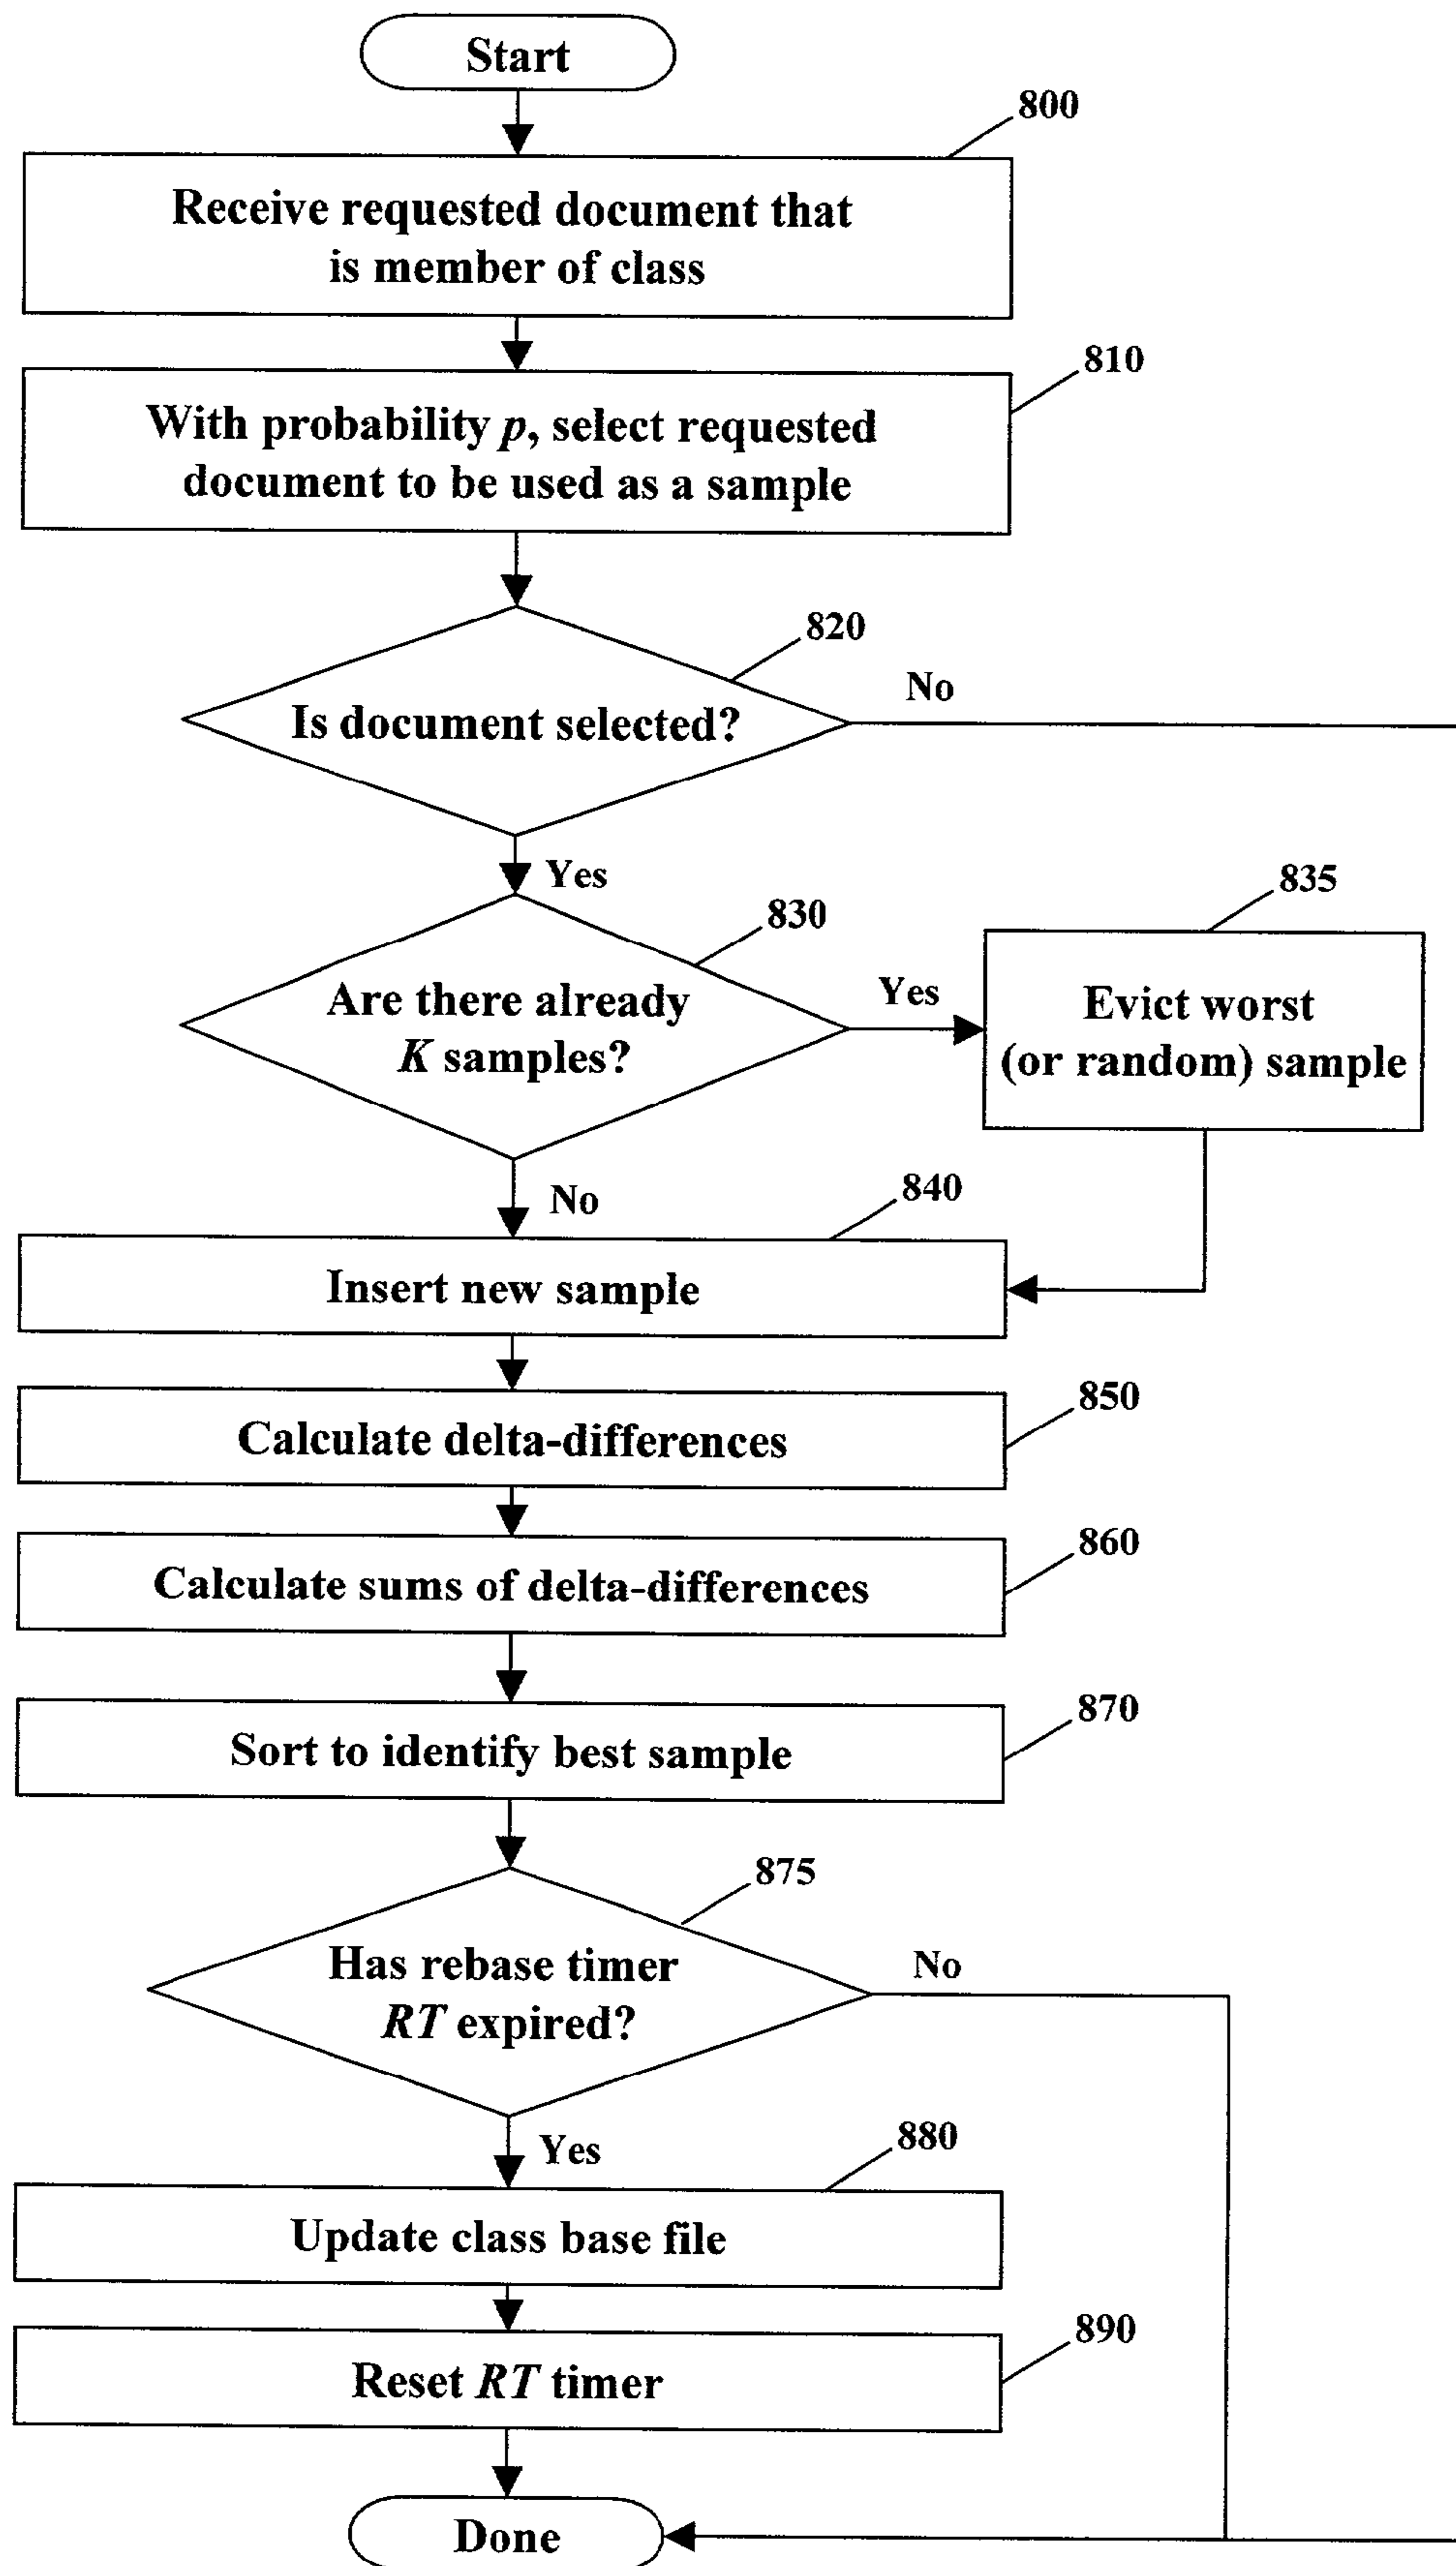 Start
800
Receive requested document that
is member of class
810
With probability p, select requested
document to be used as a sample
820
No
Is document selected?
Yes
835
830
Are there already
K samples?
Yes
Evict worst
(or random) sample
No
840
Insert new sample
850
Calculate delta-differences
860
Calculate sums of delta-differences
870
Sort to identify best sample
875
Has rebase timer
RT expired?
No
Yes
880
Update class base file
890
Reset RT timer
Done